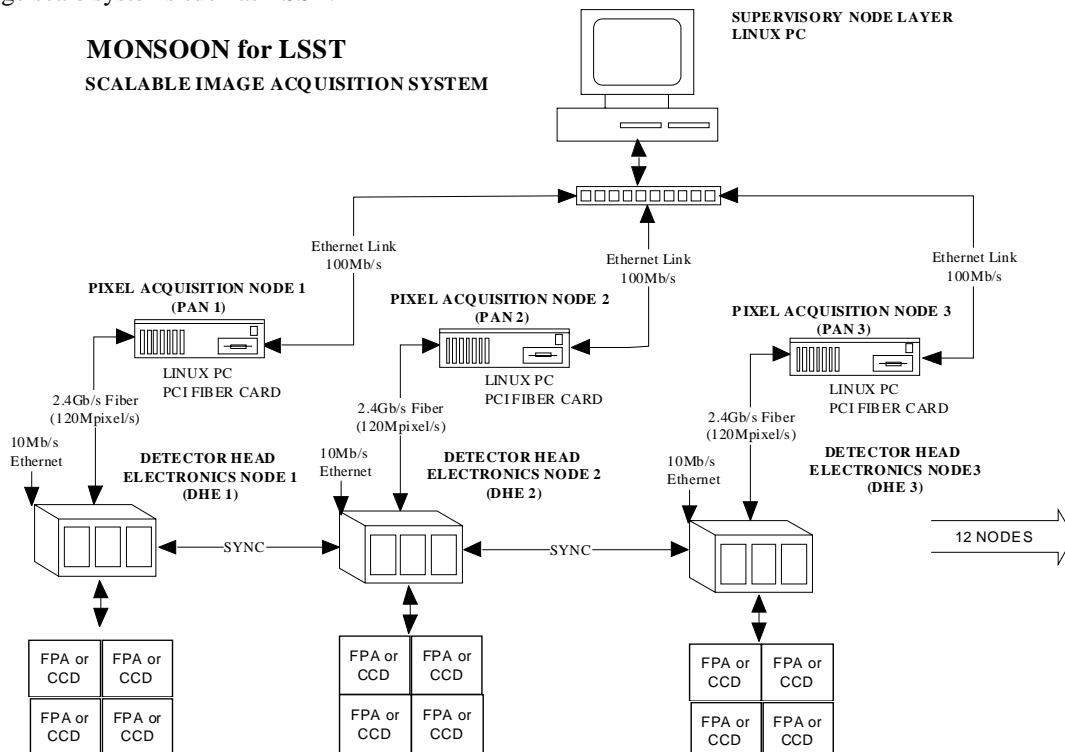 SUPERVISORY NODE LAYER
LINUX PC
MONSOON for LSST
SCALABLE IMAGE ACQUISITION SYSTEM
Ethernet Link
100Mb/s
Ethernet Link
100Mb/s
Ethernet Link
100Mb/s
PIXEL ACQUISITION NODE 1
(PAN 1)
PIXEL ACQUISITION NODE 2
(PAN 2)
PIXEL ACQUISITION NODE 3
(PAN 3)
LINUX PC
PCI FIBER CARD
LINUX PC
PCI FIBER CARD
LINUX PC
PCI FIBER CARD
2.4Gb/s Fiber
(120Mpixel/s)
2.4Gb/s Fiber
(120Mpixel/s)
2.4Gb/s Fiber
(120Mpixel/s)
10Mb/s
Ethernet
DETECTOR HEAD
ELECTRONICS NODE 1
(DHE 1)
10Mb/s
Ethernet
DETECTOR HEAD
ELECTRONICS NODE 2
(DHE 2)
10Mb/s
Ethernet
DETECTOR HEAD
ELECTRONICS NODE3
(DHE 3)
SYNC
SYNC
12 NODES
FPA or
CCD
FPA or
CCD
FPA or
CCD
FPA or
CCD
FPA or
CCD
FPA or
CCD
FPA or
CCD
FPA or
CCD
FPA or
CCD
FPA or
CCD
FPA or
CCD
FPA or
CCD